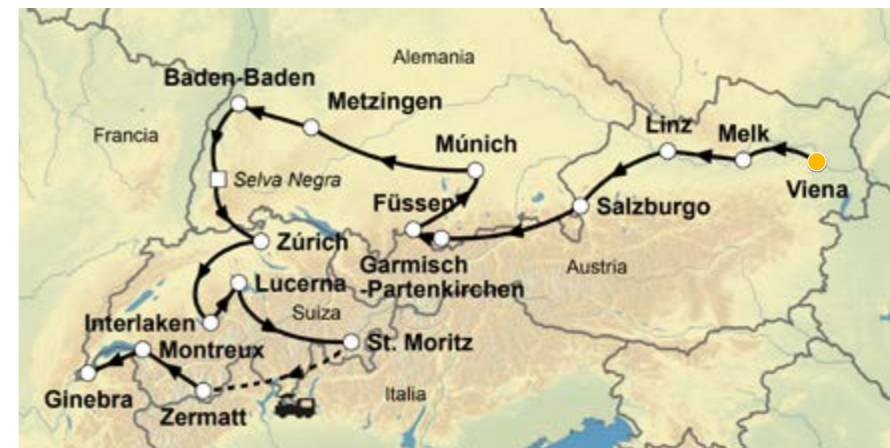 Alemania
Baden-Baden
Metzingen
Francia
Múnich
Linz
Melk
Viena
Selva Negra
Füssen
Salzburgo
Zúrich
Garmisch
-Partenkirchen
Austria
Lucerna
Suiza
Interlaken
Montreux
St. Moritz
Ginebra
Zermatt
Italia